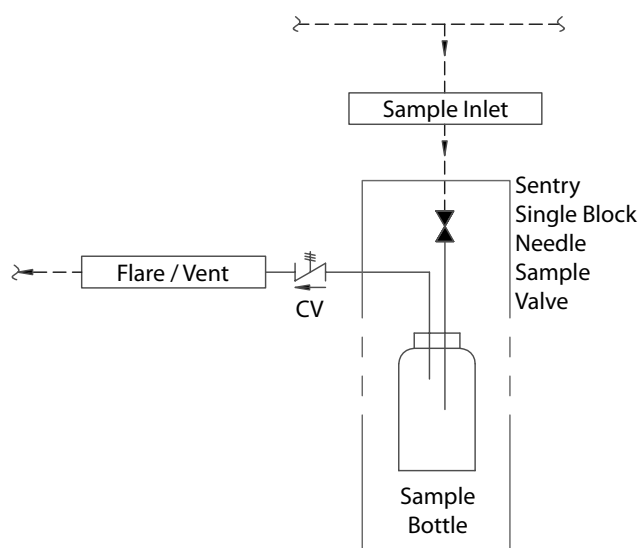 Sample Inlet
Sentry
Single Block
Needle
Sample
Valve
Flare / Vent
CV
Sample
Bottle